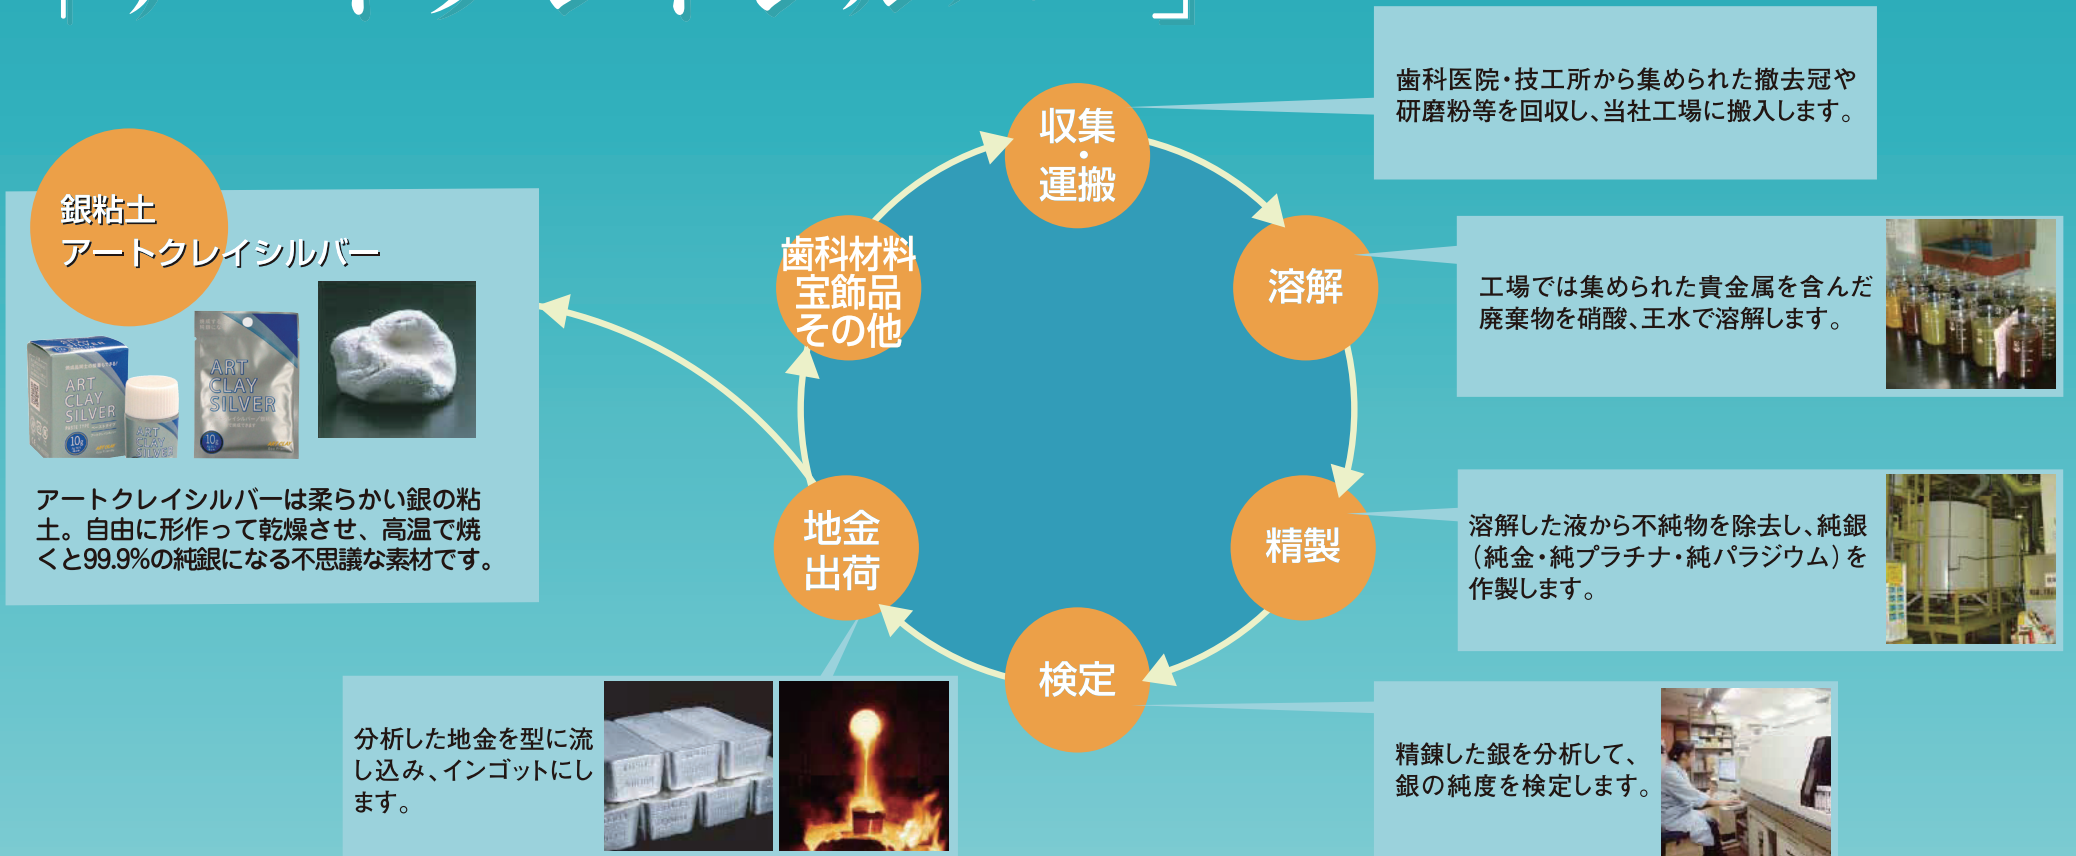 収集
・
運搬
歯科医院・技工所から集められた撤去冠や
研磨粉等を回収し、当社工場に搬入します。
溶解
工場では集められた貴金属を含んだ
廃棄物を硝酸、王水で溶解します。
精製
溶解した液から不純物を除去し、純銀
（純金・純プラチナ・純パラジウム）を
作製します。
検定
精錬した銀を分析して、
銀の純度を検定します。
地金
出荷
分析した地金を型に流
し込み、インゴットにし
ます。
歯科材料
宝飾品
その他
銀粘土
アートクレイシルバー
ART
CLAY
SILVER
10g
ART
CLAY
SILVER
ART
CLAY
SILVER
10g
アートクレイシルバーは柔らかい銀の粘
土。自由に形作って乾燥させ、高温で焼
くと99.9%の純銀になる不思議な素材です。